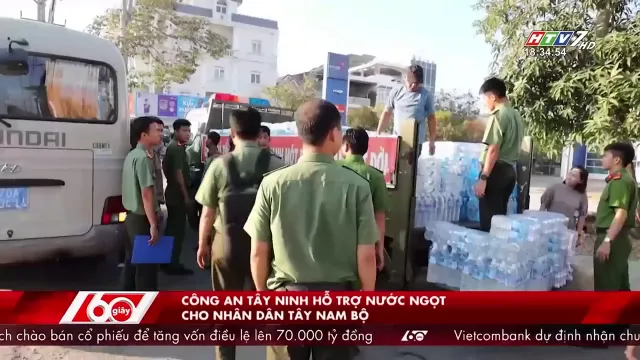 HTV7 HD
18:34:54
HYUNDAI
60 giây
CÔNG AN TÂY NINH HỖ TRỢ NƯỚC NGỌT
CHO NHÂN DÂN TÂY NAM BỘ
ch chào bán cổ phiếu để tăng vốn điều lệ lên 70.000 tỷ đồng 60 Vietcombank dự định nhận chu